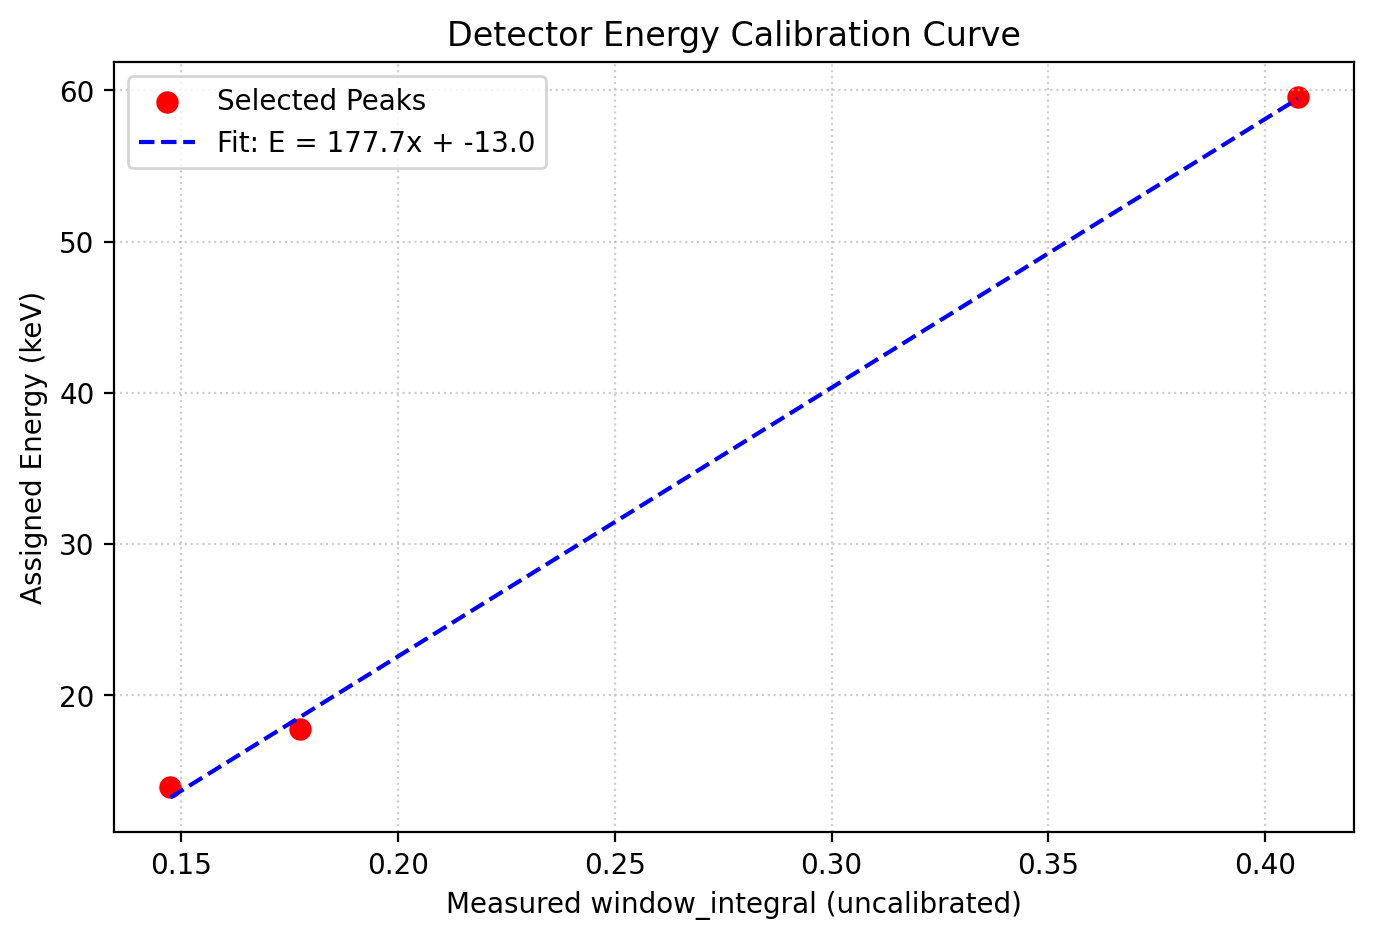 Detector Energy Calibration Curve
Selected Peaks
Fit: E = 177.7x + -13.0
60
50
40
30
20
Assigned Energy (keV)
0.15 0.20 0.25 0.30 0.35 0.40
Measured window_integral (uncalibrated)